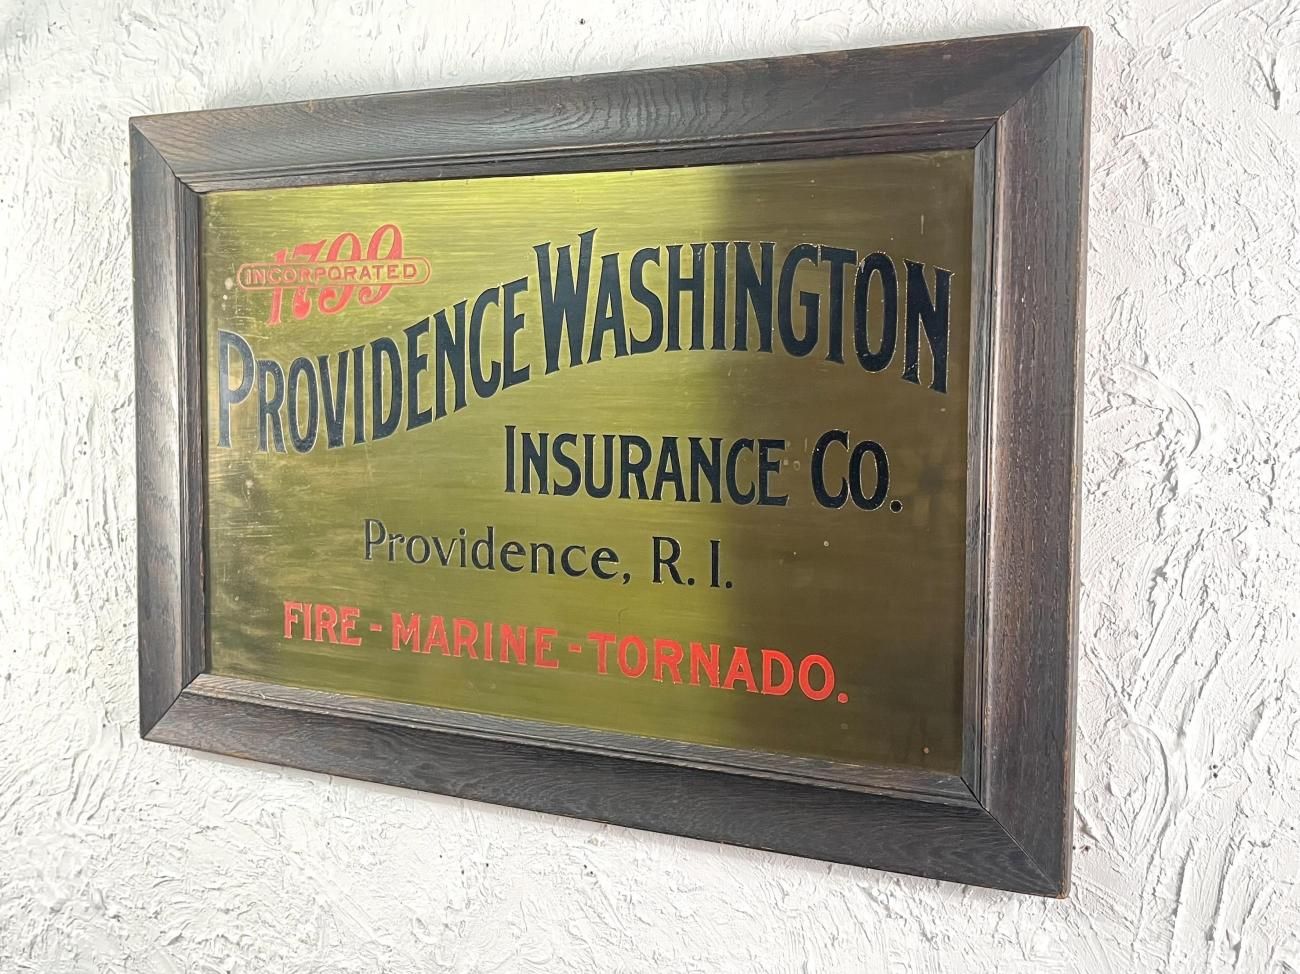 1799
INCORPORATED
PROVIDENCE WASHINGTON
INSURANCE CO.
Providence, R.I.
FIRE - MARINE - TORNADO.